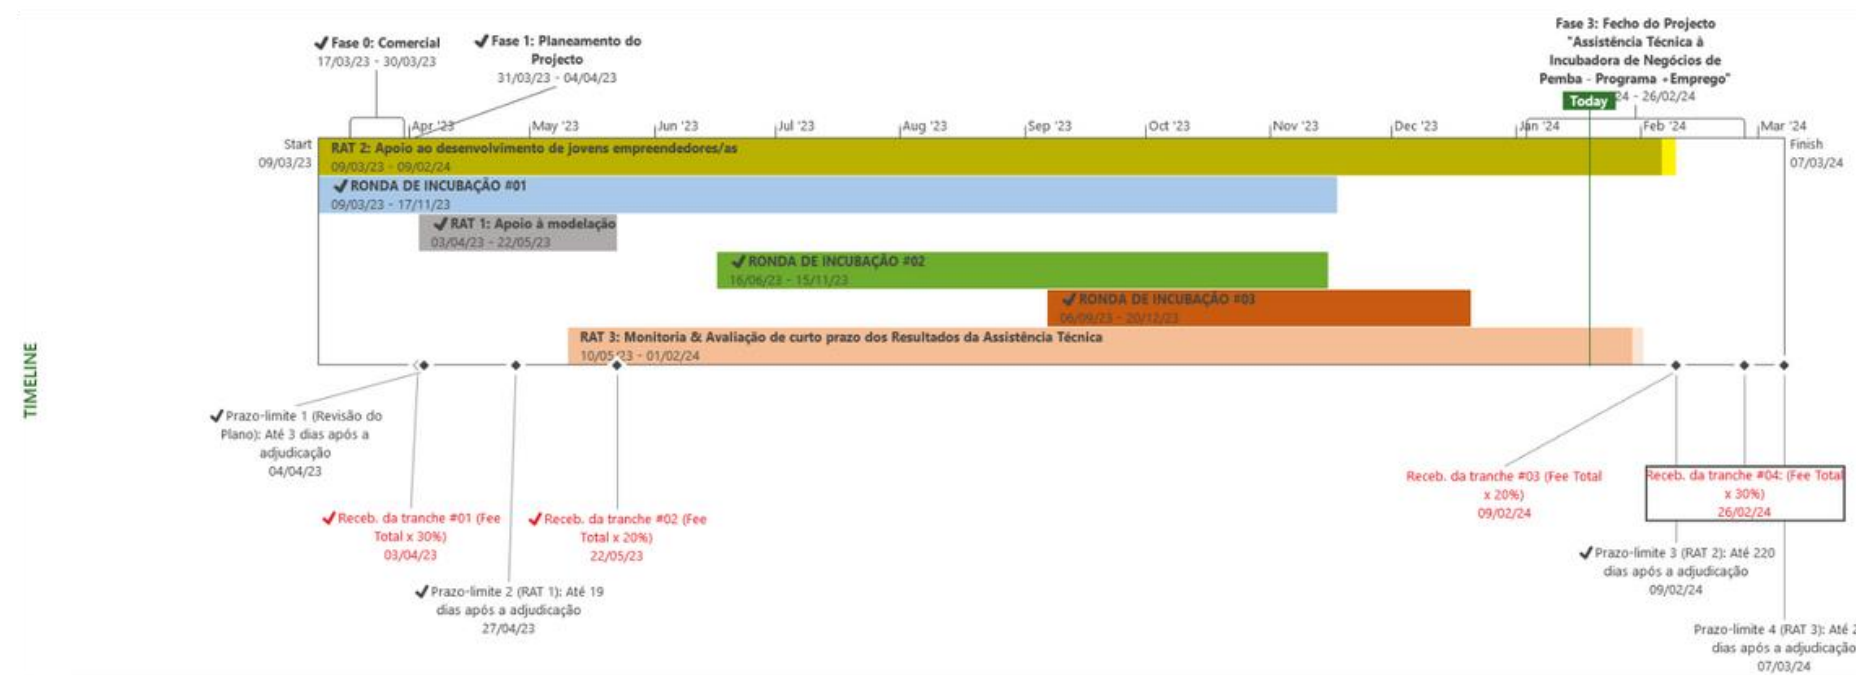 ✔Fase 0: Comercial
17/03/23 - 30/03/23
✔Fase 1: Planeamento do
Projecto
31/03/23 - 04/04/23
Fase 3: Fecho do Projecto
"Assistência Técnica à
Incubadora de Negócios de
Pemba - Programa +Emprego"
24 - 26/02/24
Today
Apr '23
May '23
Jun '23
Jul '23
Aug '23
Sep '23
Oct '23
Nov '23
Dec '23
Jan '24
Feb '24
Mar '24
Start
09/03/23
Finish
07/03/24
RAT 2: Apoio ao desenvolvimento de jovens empreendedores/as
09/03/23 - 09/02/24
✔RONDA DE INCUBAÇÃO #01
09/03/23 - 17/11/23
✔RAT 1: Apoio à modelação
03/04/23 - 22/05/23
✔RONDA DE INCUBAÇÃO #02
16/06/23 - 15/11/23
✔RONDA DE INCUBAÇÃO #03
06/09/23 - 20/12/23
RAT 3: Monitoria & Avaliação de curto prazo dos Resultados da Assistência Técnica
10/05/23 - 01/02/24
TIMELINE
✔Prazo-limite 1 (Revisão do
Plano): Até 3 dias após a
adjudicação
04/04/23
✔Receb. da tranche #01 (Fee
Total x 30%)
03/04/23
✔Receb. da tranche #02 (Fee
Total x 20%)
22/05/23
✔Prazo-limite 2 (RAT 1): Até 19
dias após a adjudicação
27/04/23
Receb. da tranche #03 (Fee Total
x 20%)
09/02/24
Receb. da tranche #04: (Fee Total
x 30%)
26/02/24
✔Prazo-limite 3 (RAT 2): Até 220
dias após a adjudicação
09/02/24
Prazo-limite 4 (RAT 3): Até 2
dias após a adjudicação
07/03/24